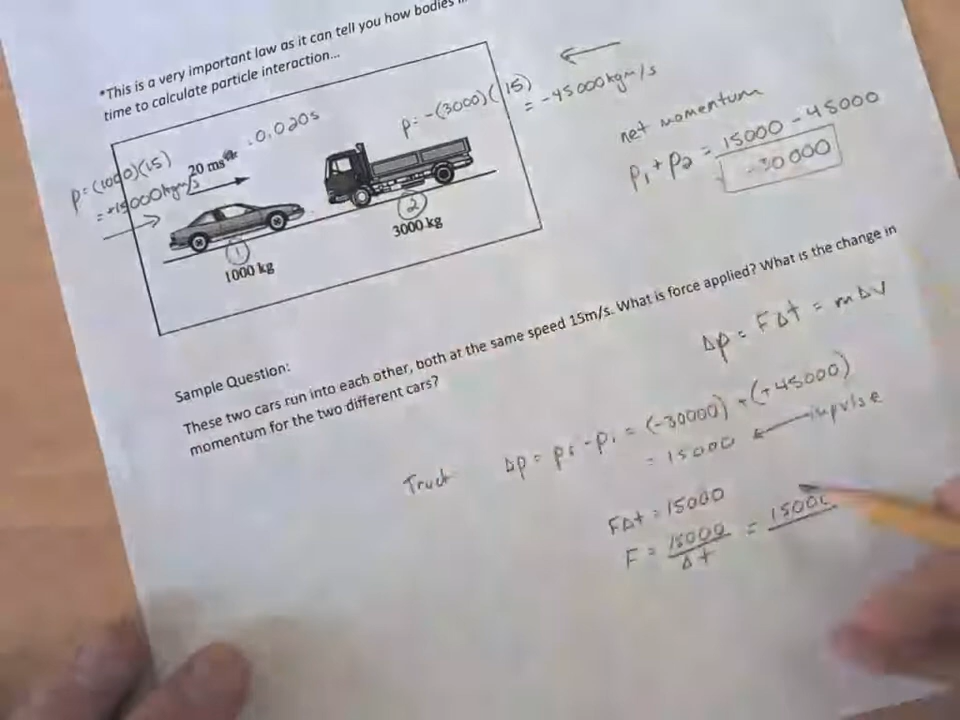 *This is a very important law as it can tell you how bodies
time to calculate particle interaction...
p=(1000)(15)
= +15000kgm/s
20 ms
0.020s
p=-(3000)(15)
= -45000kgm/s
net momentum
p₁+p₂ = 15000 - 45000
-30000
1
1000 kg
2
3000 kg
Sample Question:
These two cars run into each other, both at the same speed 15m/s. What is force applied? What is the change in
momentum for the two different cars?
Δp = FΔt = mΔv
Truck
Δp = pf - pi = (-30000) + (+45000)
= 15000 ← impulse
FΔt = 15000
F = 15000/Δt = 15000